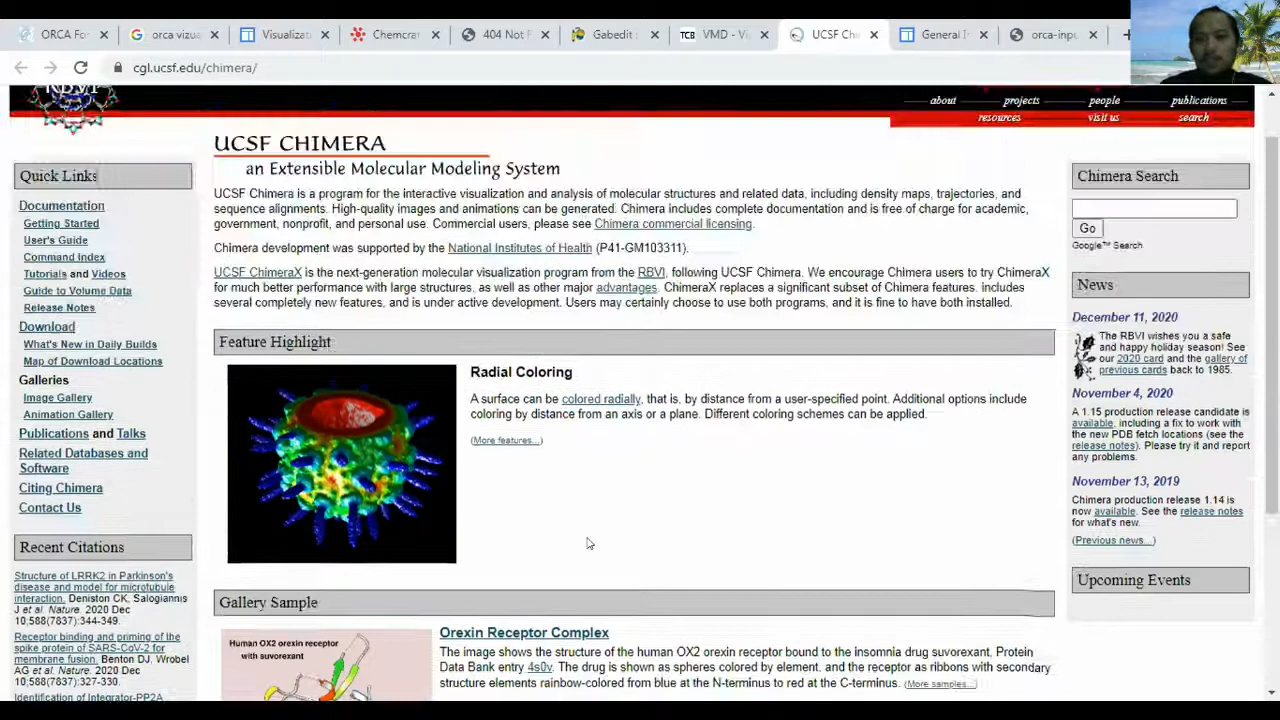 ORCA Fo
orca vizua
Visualizat
Chemcra
404 Not F
Gabedit
VMD - Vi
UCSF Chi
General I
orca-inpu
cgl.ucsf.edu/chimera/
RBVI
about projects people publications
resources visit us search
UCSF CHIMERA
an Extensible Molecular Modeling System
UCSF Chimera is a program for the interactive visualization and analysis of molecular structures and related data, including density maps, trajectories, and
sequence alignments. High-quality images and animations can be generated. Chimera includes complete documentation and is free of charge for academic,
government, nonprofit, and personal use. Commercial users, please see Chimera commercial licensing.
Chimera development was supported by the National Institutes of Health (P41-GM103311).
UCSF ChimeraX is the next-generation molecular visualization program from the RBVI, following UCSF Chimera. We encourage Chimera users to try ChimeraX
for much better performance with large structures, as well as other major advantages. ChimeraX replaces a significant subset of Chimera features, includes
several completely new features, and is under active development. Users may certainly choose to use both programs, and it is fine to have both installed.
Quick Links
Documentation
Getting Started
User's Guide
Command Index
Tutorials and Videos
Guide to Volume Data
Release Notes
Download
What's New in Daily Builds
Map of Download Locations
Galleries
Image Gallery
Animation Gallery
Publications and Talks
Related Databases and
Software
Citing Chimera
Contact Us
Recent Citations
Structure of LRRK2 in Parkinson's
disease and model for microtubule
interaction. Deniston CK, Salogiannis
J et al. Nature. 2020 Dec
10;588(7837):344-349.
Receptor binding and priming of the
spike protein of SARS-CoV-2 for
membrane fusion. Benton DJ, Wrobel
AG et al. Nature. 2020 Dec
10;588(7837):327-330.
Identification of Integrator-PP2A
Feature Highlight
Radial Coloring
A surface can be colored radially, that is, by distance from a user-specified point. Additional options include
coloring by distance from an axis or a plane. Different coloring schemes can be applied.
(More features...)
Gallery Sample
Human OX2 orexin receptor
with suvorexant
Orexin Receptor Complex
The image shows the structure of the human OX2 orexin receptor bound to the insomnia drug suvorexant, Protein
Data Bank entry 4s0v. The drug is shown as spheres colored by element, and the receptor as ribbons with secondary
structure elements rainbow-colored from blue at the N-terminus to red at the C-terminus. (More samples...)
Chimera Search
Go
Google™ Search
News
December 11, 2020
The RBVI wishes you a safe
and happy holiday season! See
our 2020 card and the gallery of
previous cards back to 1985.
November 4, 2020
A 1.15 production release candidate is
available, including a fix to work with
the new PDB fetch locations (see the
release notes). Please try it and report
any problems.
November 13, 2019
Chimera production release 1.14 is
now available. See the release notes
for what's new.
(Previous news...)
Upcoming Events